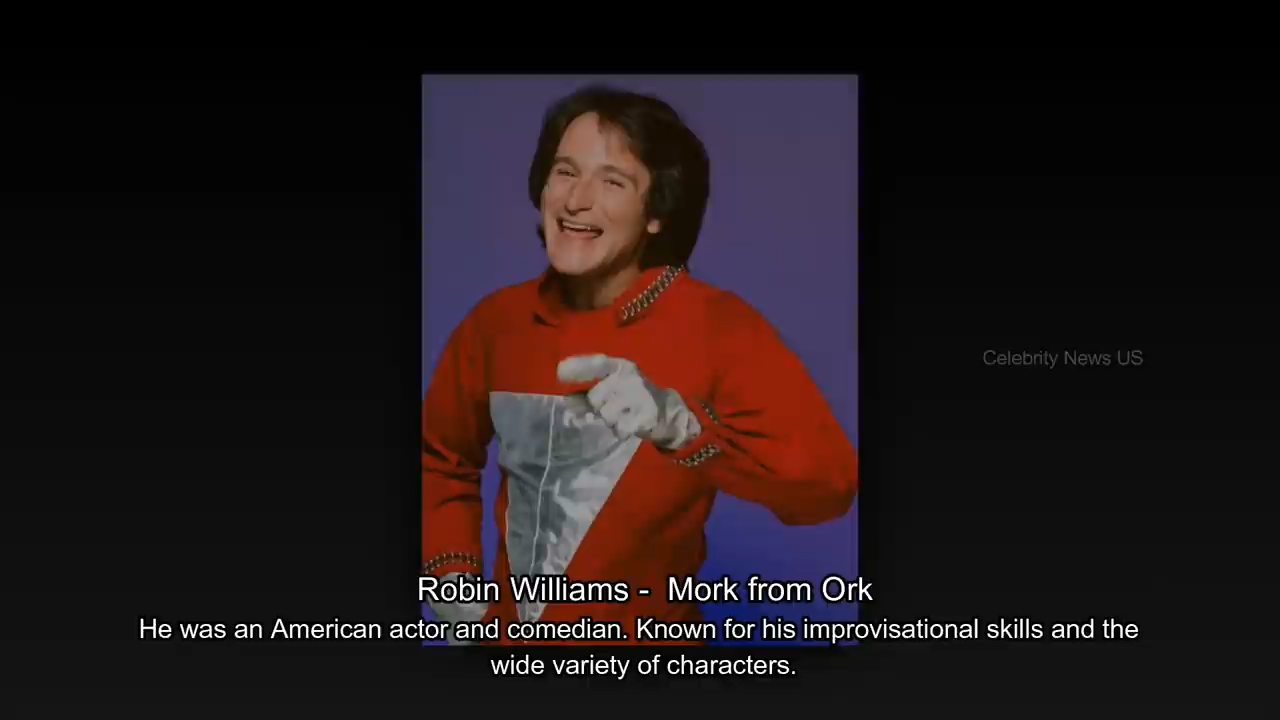 Celebrity News US
Robin Williams -  Mork from Ork
He was an American actor and comedian. Known for his improvisational skills and the
wide variety of characters.